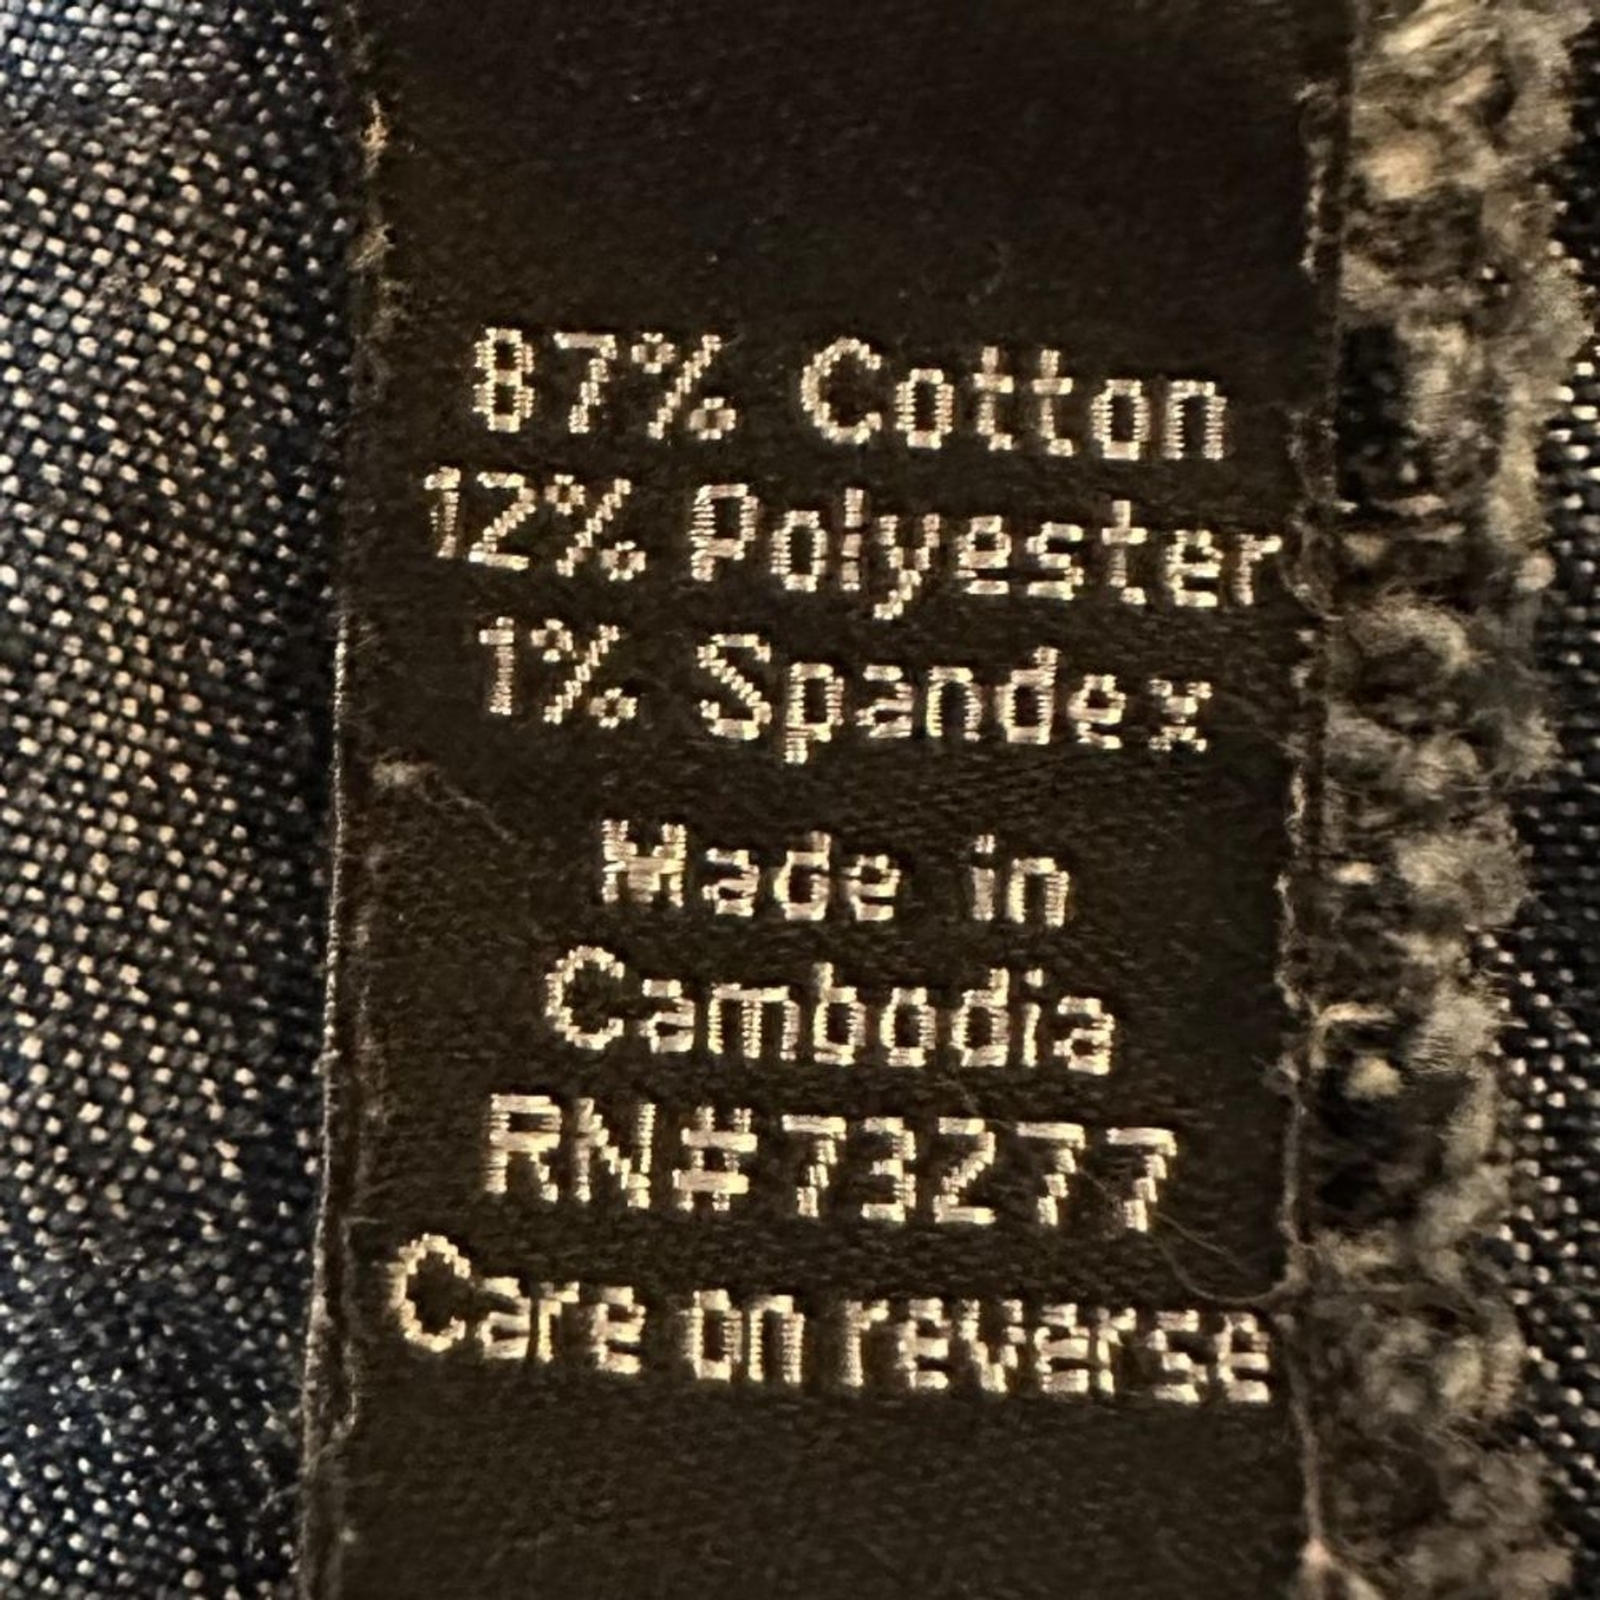 87% Cotton
12% Polyester
1% Spandex
Made in
Cambodia
RN#73277
Care on reverse